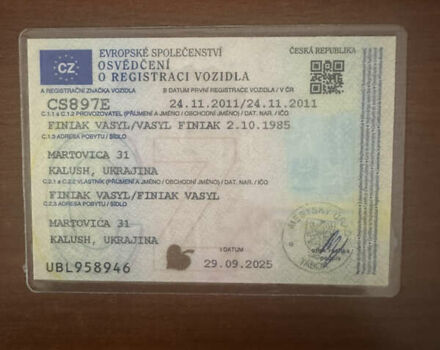 EVROPSKÉ SPOLEČENSTVÍ
ČESKÁ REPUBLIKA
OSVĚDČENÍ
O REGISTRACI VOZIDLA
CZ
A REGISTRAČNÍ ZNAČKA VOZIDLA
B DATUM PRVNÍ REGISTRACE VOZIDLA / V ČR
CS897E
24.11.2011/24.11.2011
C.1.1 a C.1.2 PROVOZOVATEL (PŘÍJMENÍ A JMÉNO / OBCHODNÍ JMÉNO) / DAT. NAR. / IČO
FINIAK VASYL/VASYL FINIAK 2.10.1985
C.1.3 ADRESA POBYTU / SÍDLO
MARTOVICA 31
KALUSH, UKRAJINA
C.2.1 a C.2.2 VLASTNÍK (PŘÍJMENÍ A JMÉNO / OBCHODNÍ JMÉNO) / DAT. NAR. / IČO
FINIAK VASYL/FINIAK VASYL
C.2.3 ADRESA POBYTU / SÍDLO
MARTOVICA 31
KALUSH, UKRAJINA
I DATUM
UBL958946
29.09.2025